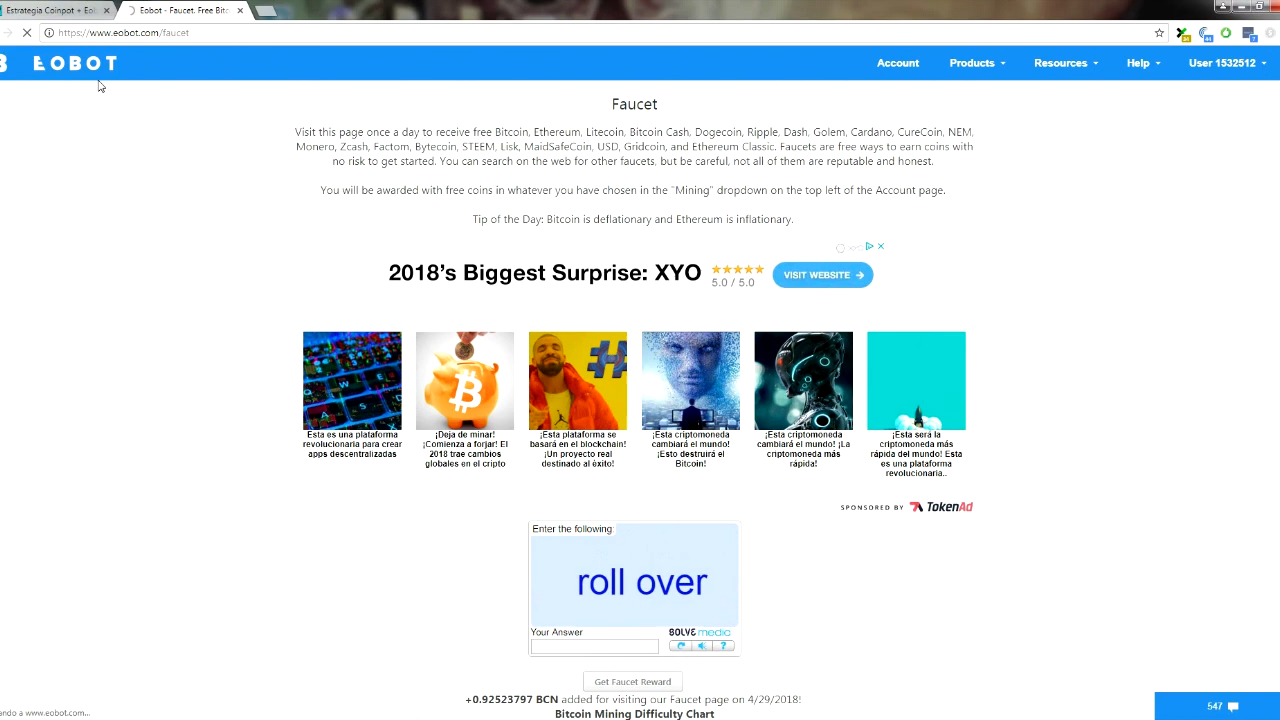 Estrategia Coinpot + Eob
Eobot - Faucet. Free Bitc
https://www.eobot.com/faucet
EOBOT
Account
Products
Resources
Help
User 1532512
Faucet
Visit this page once a day to receive free Bitcoin, Ethereum, Litecoin, Bitcoin Cash, Dogecoin, Ripple, Dash, Golem, Cardano, CureCoin, NEM,
Monero, Zcash, Factom, Bytecoin, STEEM, Lisk, MaidSafeCoin, USD, Gridcoin, and Ethereum Classic. Faucets are free ways to earn coins with
no risk to get started. You can search on the web for other faucets, but be careful, not all of them are reputable and honest.
You will be awarded with free coins in whatever you have chosen in the "Mining" dropdown on the top left of the Account page.
Tip of the Day: Bitcoin is deflationary and Ethereum is inflationary.
2018's Biggest Surprise: XYO
5.0 / 5.0
VISIT WEBSITE
Esta es una plataforma
revolucionaria para crear
apps descentralizadas
¡Deja de minar!
¡Comienza a forjar! El
2018 trae cambios
globales en el cripto
¡Esta plataforma se
basará en el blockchain!
¡Un proyecto real
destinado al éxito!
¡Esta criptomoneda
cambiará el mundo!
¡Esto destruirá el
Bitcoin!
¡Esta criptomoneda
cambiará el mundo! ¡La
criptomoneda más
rápida!
¡Esta será la
criptomoneda más
rápida del mundo! Esta
es una plataforma
revolucionaria..
SPONSORED BY TokenAd
Enter the following:
roll over
Your Answer
SOLVE media
Get Faucet Reward
+0.92523797 BCN added for visiting our Faucet page on 4/29/2018!
Bitcoin Mining Difficulty Chart
ando a www.eobot.com...
547